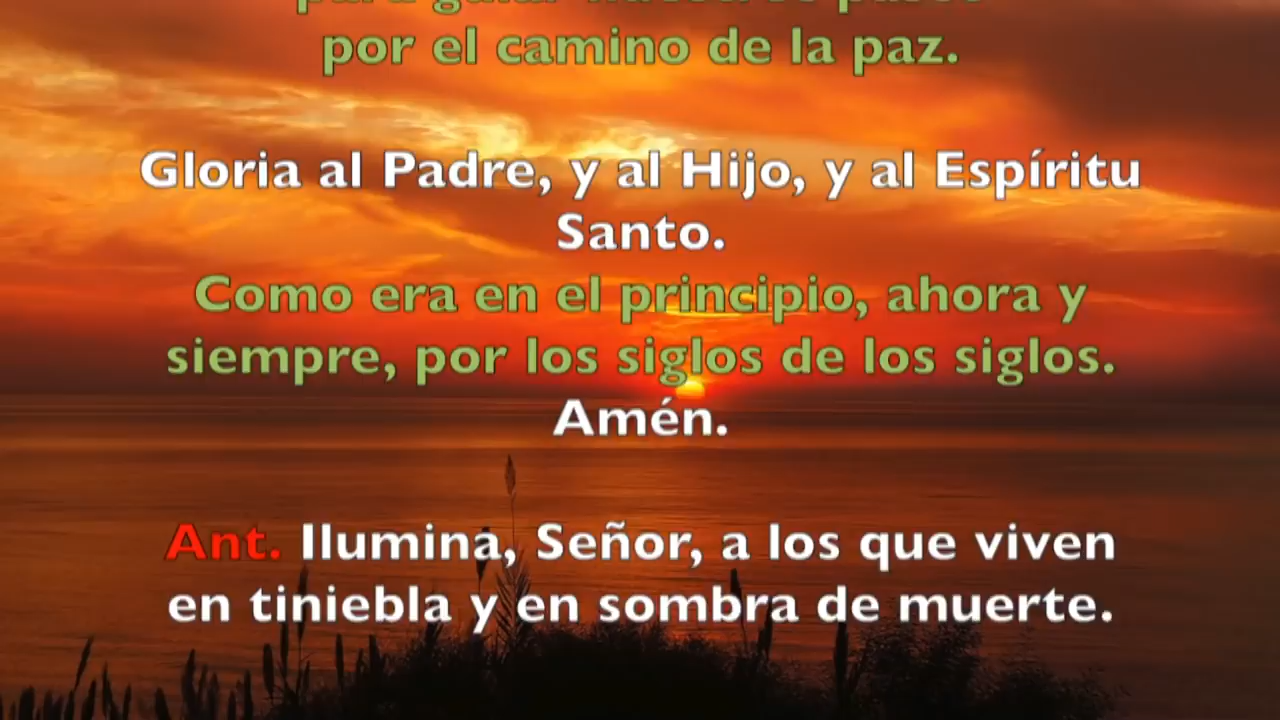 por el camino de la paz.
Gloria al Padre, y al Hijo, y al Espíritu
Santo.
Como era en el principio, ahora y
siempre, por los siglos de los siglos.
Amén.
Ant. Ilumina, Señor, a los que viven
en tiniebla y en sombra de muerte.